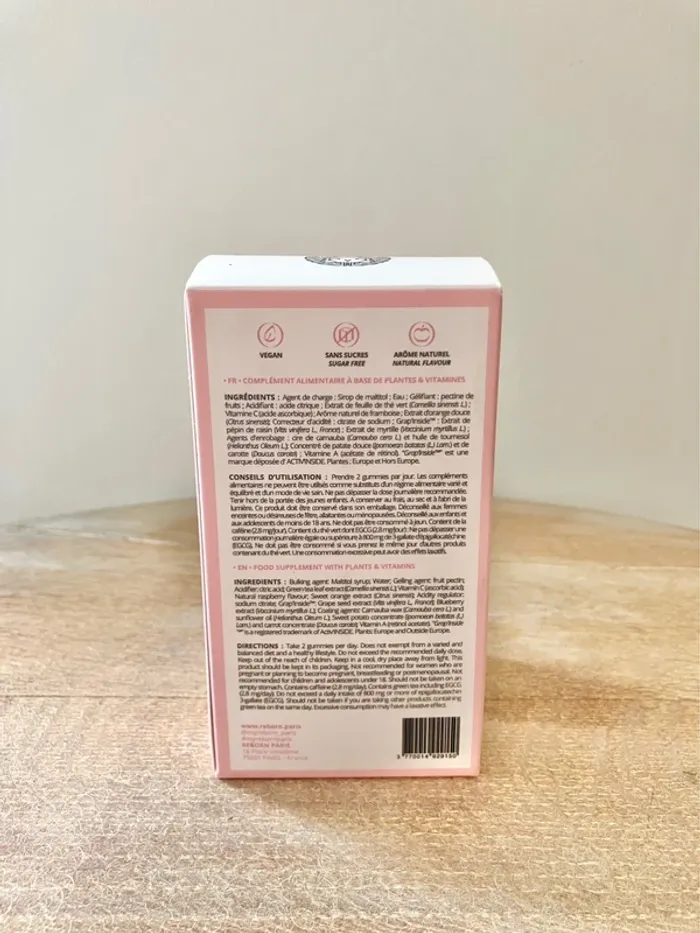 VEGAN
SANS SUCRES
SUGAR FREE
ARÔME NATUREL
NATURAL FLAVOUR
• FR • COMPLÉMENT ALIMENTAIRE À BASE DE PLANTES & VITAMINES
INGRÉDIENTS : Agent de charge : Sirop de maltitol ; Eau ; Gélifiant : pectine de
fruits ; Acidifiant : acide citrique ; Extrait de feuille de thé vert (Camellia sinensis L.) ;
Vitamine C (acide ascorbique) ; Arôme naturel de framboise ; Extrait d'orange douce
(Citrus sinensis); Correcteur d'acidité : citrate de sodium ; Grap'Inside™ : Extrait de
pépin de raisin (Vitis vinifera L., France) ; Extrait de myrtille (Vaccinium myrtillus L.) ;
Agents d'enrobage : cire de carnauba (Carnauba cera L.) et huile de tournesol
(Helianthus Oleum L.); Concentré de patate douce (Ipomoean batatas (L.) Lam.) et de
carotte (Daucus carota) ; Vitamine A (acétate de rétinol). "Grap'Inside™" est une
marque déposée d' ACTIV'INSIDE. Plantes : Europe et Hors Europe.
CONSEILS D'UTILISATION : Prendre 2 gummies par jour. Les compléments
alimentaires ne peuvent être utilisés comme substituts d'un régime alimentaire varié et
équilibré et d'un mode de vie sain. Ne pas dépasser la dose journalière recommandée.
Tenir hors de la portée des jeunes enfants. A conserver au frais, au sec et à l'abri de la
lumière. Ce produit doit être conservé dans son emballage. Déconseillé aux femmes
enceintes ou désireuses de l'être, allaitantes ou ménopausées. Déconseillé aux enfants et
aux adolescents de moins de 18 ans. Ne doit pas être consommé à jeun. Contient de la
caféine (2.8 mg/jour). Contient du thé vert dont EGCG (2,8 mg/jour) : Ne pas dépasser une
consommation journalière égale ou supérieure à 800 mg de 3-gallate d'épigallocatéchine
(EGCG), Ne doit pas être consommé si vous prenez le même jour d'autres produits
contenant du thé vert. Une consommation excessive peut avoir des effets laxatifs.
• EN • FOOD SUPPLEMENT WITH PLANTS & VITAMINS
INGREDIENTS : Bulking agent: Maltitol syrup; Water; Gelling agent: fruit pectin;
Acidifier: citric acid; Green tea leaf extract (Camellia sinensis L.); Vitamin C (ascorbic acid);
Natural raspberry flavour; Sweet orange extract (Citrus sinensis); Acidity regulator:
sodium citrate; Grap'Inside™: Grape seed extract (Vitis vinifera L., France); Blueberry
extract (Vaccinium myrtillus L.); Coating agents: Carnauba wax (Carnauba cera L.) and
sunflower oil (Helianthus Oleum L.); Sweet potato concentrate (Ipomoean batatas (L.)
Lam.) and carrot concentrate (Daucus carota); Vitamin A (retinol acetate). "Grap'Inside
™" is a registered trademark of ActivINSIDE. Plants: Europe and Outside Europe.
DIRECTIONS : Take 2 gummies per day. Does not exempt from a varied and
balanced diet and a healthy lifestyle. Do not exceed the recommended daily dose.
Keep out of the reach of children. Keep in a cool, dry place away from light. This
product should be kept in its packaging. Not recommended for women who are
pregnant or planning to become pregnant, breastfeeding or postmenopausal. Not
recommended for children and adolescents under 18. Should not be taken on an
empty stomach. Contains caffeine (2.8 mg/day). Contains green tea including EGCG
(2.8 mg/day). Do not exceed a daily intake of 800 mg or more of epigallocatechin
3-gallate (EGCG). Should not be taken if you are taking other products containing
green tea on the same day. Excessive consumption may have a laxative effect.
www.reborn.paris
REBORN PARIS
75001 PARIS - France
3 770014 929150